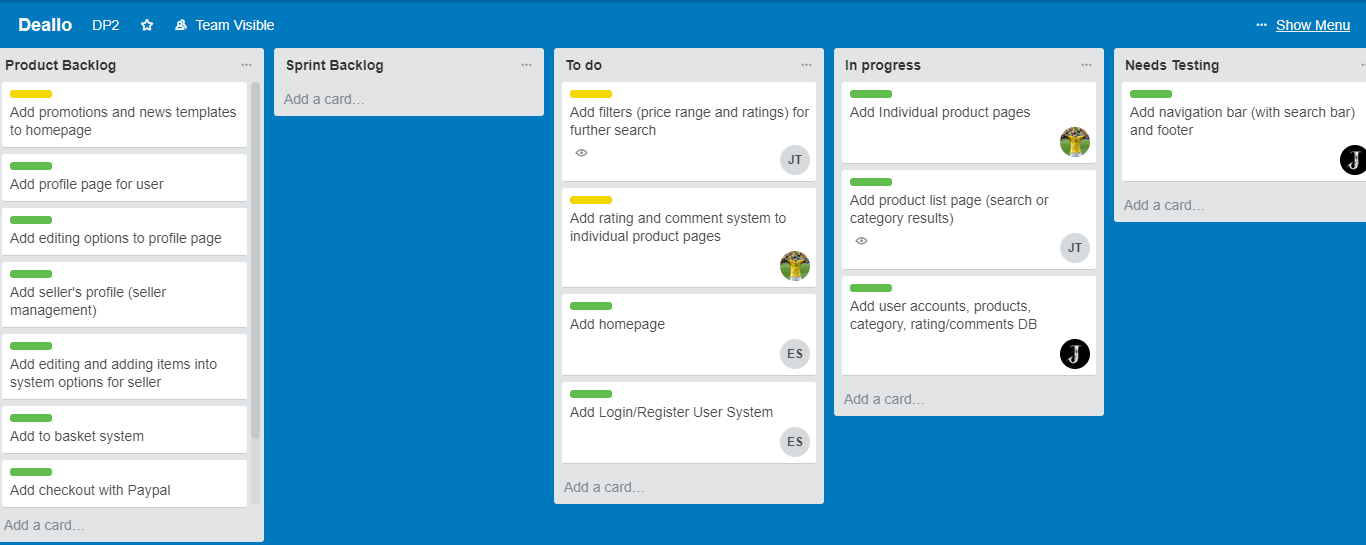 Deallo
DP2
Team Visible
··· Show Menu
Product Backlog ···
Add promotions and news templates
to homepage
Add profile page for user
Add editing options to profile page
Add seller's profile (seller
management)
Add editing and adding items into
system options for seller
Add to basket system
Add checkout with Paypal
Add a card…
Sprint Backlog ···
Add a card…
To do ···
Add filters (price range and ratings) for
further search
JT
Add rating and comment system to
individual product pages
Add homepage
ES
Add Login/Register User System
ES
Add a card…
In progress ···
Add Individual product pages
Add product list page (search or
category results)
JT
Add user accounts, products,
category, rating/comments DB
J
Add a card…
Needs Testing
Add navigation bar (with search bar)
and footer
J
Add a card…